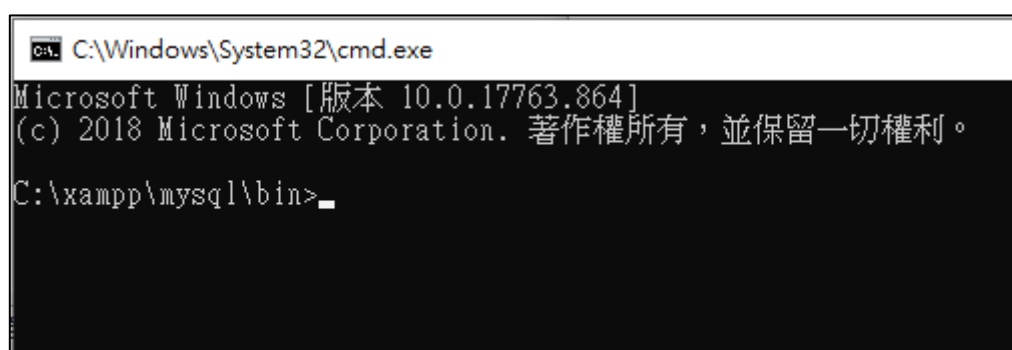 C:\Windows\System32\cmd.exe
Microsoft Windows [版本 10.0.17763.864]
(c) 2018 Microsoft Corporation. 著作權所有，並保留一切權利。
C:\xampp\mysql\bin>